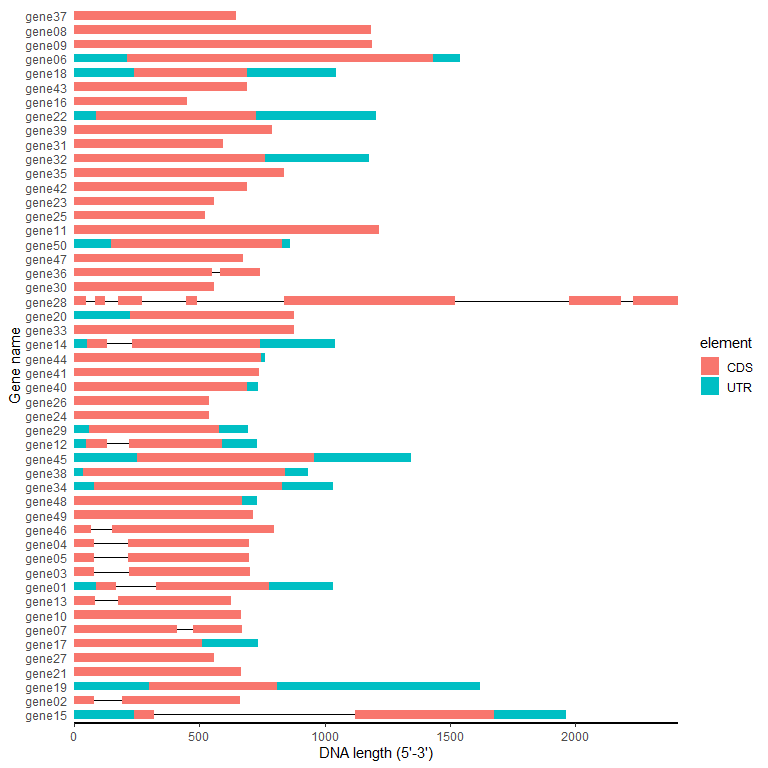 gene37
gene08
gene09
gene06
gene18
gene43
gene16
gene22
gene39
gene31
gene32
gene35
gene42
gene23
gene25
gene11
gene50
gene47
gene36
gene30
gene28
gene20
gene33
gene14
gene44
gene41
gene40
gene26
gene24
gene29
gene12
gene45
gene38
gene34
gene48
gene49
gene46
gene04
gene05
gene03
gene01
gene13
gene10
gene07
gene17
gene27
gene21
gene19
gene02
gene15
Gene name
0 500 1000 1500 2000
DNA length (5'-3')
element
CDS
UTR